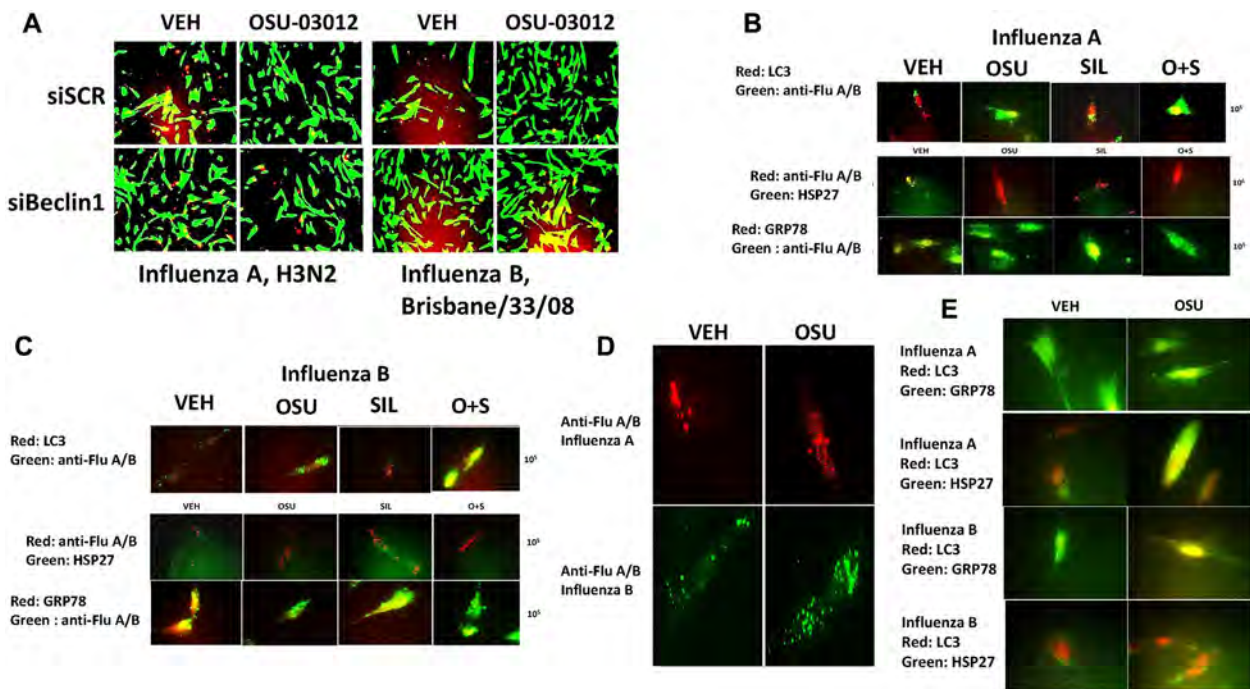 A
VEH OSU-03012 VEH OSU-03012
siSCR
siBeclin1
Influenza A, H3N2
Influenza B,
Brisbane/33/08
B
Influenza A
VEH OSU SIL O+S
Red: LC3
Green: anti-Flu A/B
10⁵
VEH OSU SIL O+S
Red: anti-Flu A/B
Green: HSP27
10⁵
Red: GRP78
Green : anti-Flu A/B
10⁵
C
Influenza B
VEH OSU SIL O+S
Red: LC3
Green: anti-Flu A/B
10⁵
VEH OSU SIL O+S
Red: anti-Flu A/B
Green: HSP27
10⁵
Red: GRP78
Green : anti-Flu A/B
10⁵
D
VEH OSU
Anti-Flu A/B
Influenza A
Anti-Flu A/B
Influenza B
E
VEH OSU
Influenza A
Red: LC3
Green: GRP78
Influenza A
Red: LC3
Green: HSP27
Influenza B
Red: LC3
Green: GRP78
Influenza B
Red: LC3
Green: HSP27